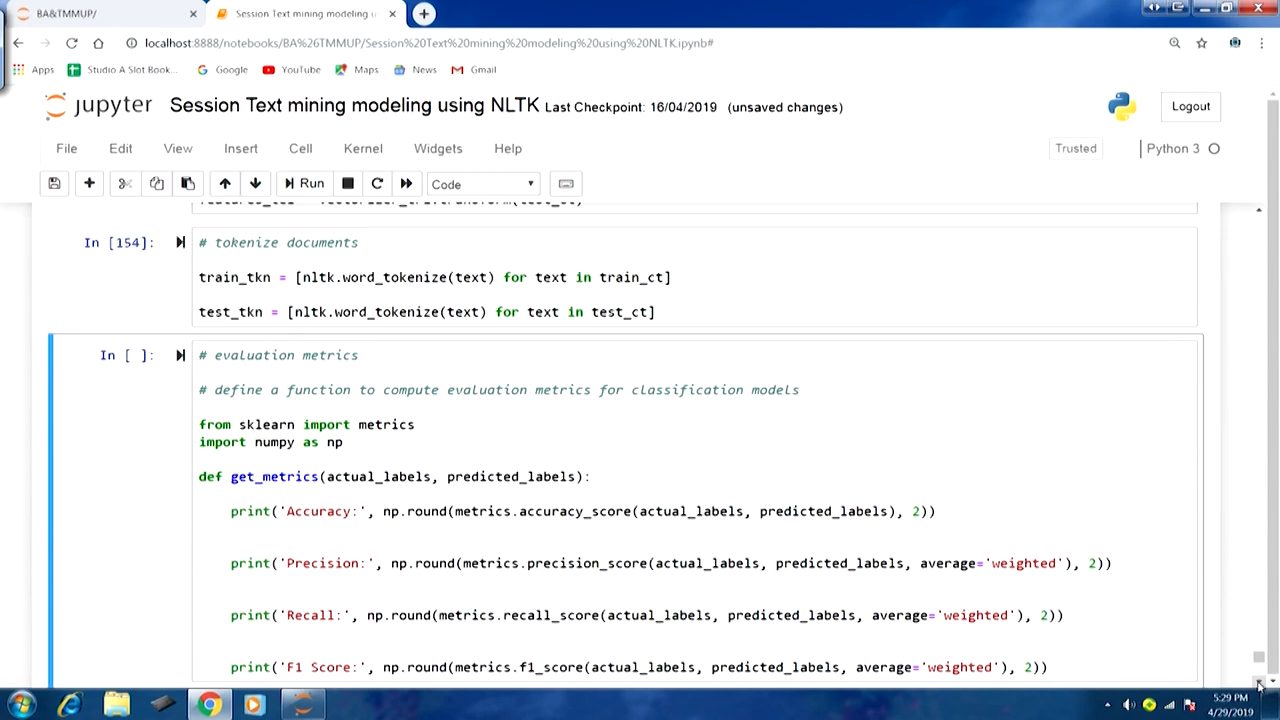 BA&TMMUP/
Session Text mining modeling u
localhost:8888/notebooks/BA%26TMMUP/Session%20Text%20mining%20modeling%20using%20NLTK.ipynb#
Apps Studio A Slot Book... Google YouTube Maps News Gmail
jupyter Session Text mining modeling using NLTK Last Checkpoint: 16/04/2019 (unsaved changes) Logout
File Edit View Insert Cell Kernel Widgets Help Trusted Python 3
Run Code
In [154]: # tokenize documents
train_tkn = [nltk.word_tokenize(text) for text in train_ct]
test_tkn = [nltk.word_tokenize(text) for text in test_ct]
In [ ]: # evaluation metrics
# define a function to compute evaluation metrics for classification models
from sklearn import metrics
import numpy as np
def get_metrics(actual_labels, predicted_labels):
print('Accuracy:', np.round(metrics.accuracy_score(actual_labels, predicted_labels), 2))
print('Precision:', np.round(metrics.precision_score(actual_labels, predicted_labels, average='weighted'), 2))
print('Recall:', np.round(metrics.recall_score(actual_labels, predicted_labels, average='weighted'), 2))
print('F1 Score:', np.round(metrics.f1_score(actual_labels, predicted_labels, average='weighted'), 2))
5:29 PM
4/29/2019